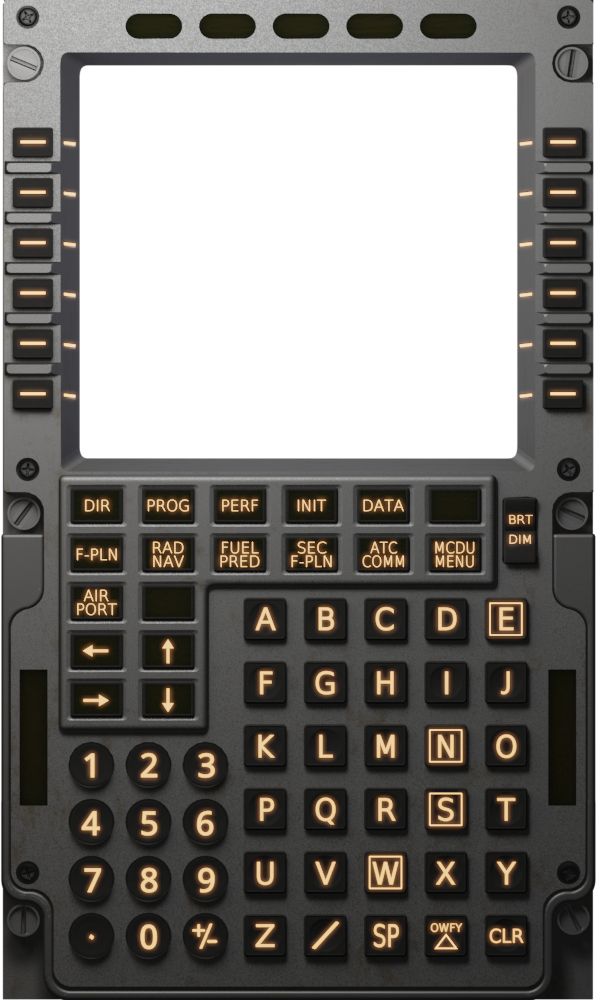 DIR PROG PERF INIT DATA
BRT
DIM
F-PLN
RAD
NAV
FUEL
PRED
SEC
F-PLN
ATC
COMM
MCDU
MENU
AIR
PORT
← ↑
→ ↓
A B C D E
F G H I J
K L M N O
P Q R S T
U V W X Y
Z / SP OWFY △ CLR
1 2 3
4 5 6
7 8 9
. 0 +/-